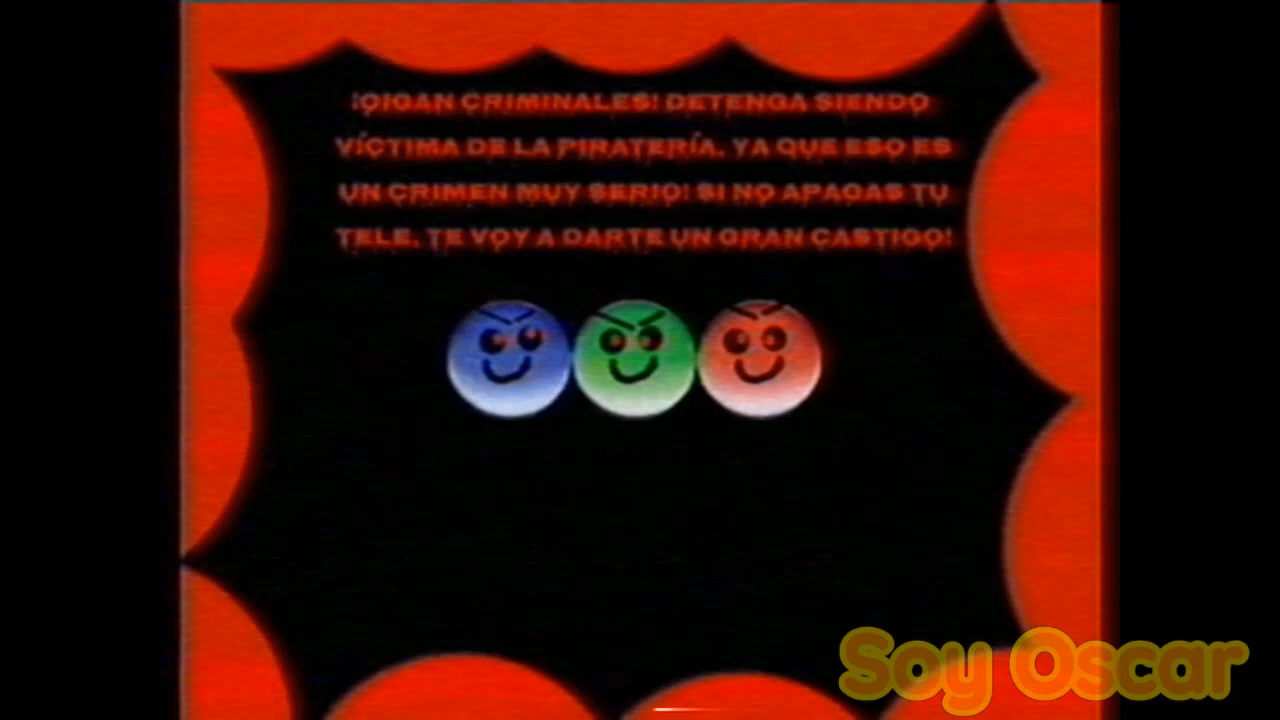 ¡OIGAN CRIMINALES! DETENGA SIENDO
VÍCTIMA DE LA PIRATERÍA, YA QUE ESO ES
UN CRIMEN MUY SERIO! SI NO APAGAS TU
TELE, TE VOY A DARTE UN GRAN CASTIGO!
Soy Oscar